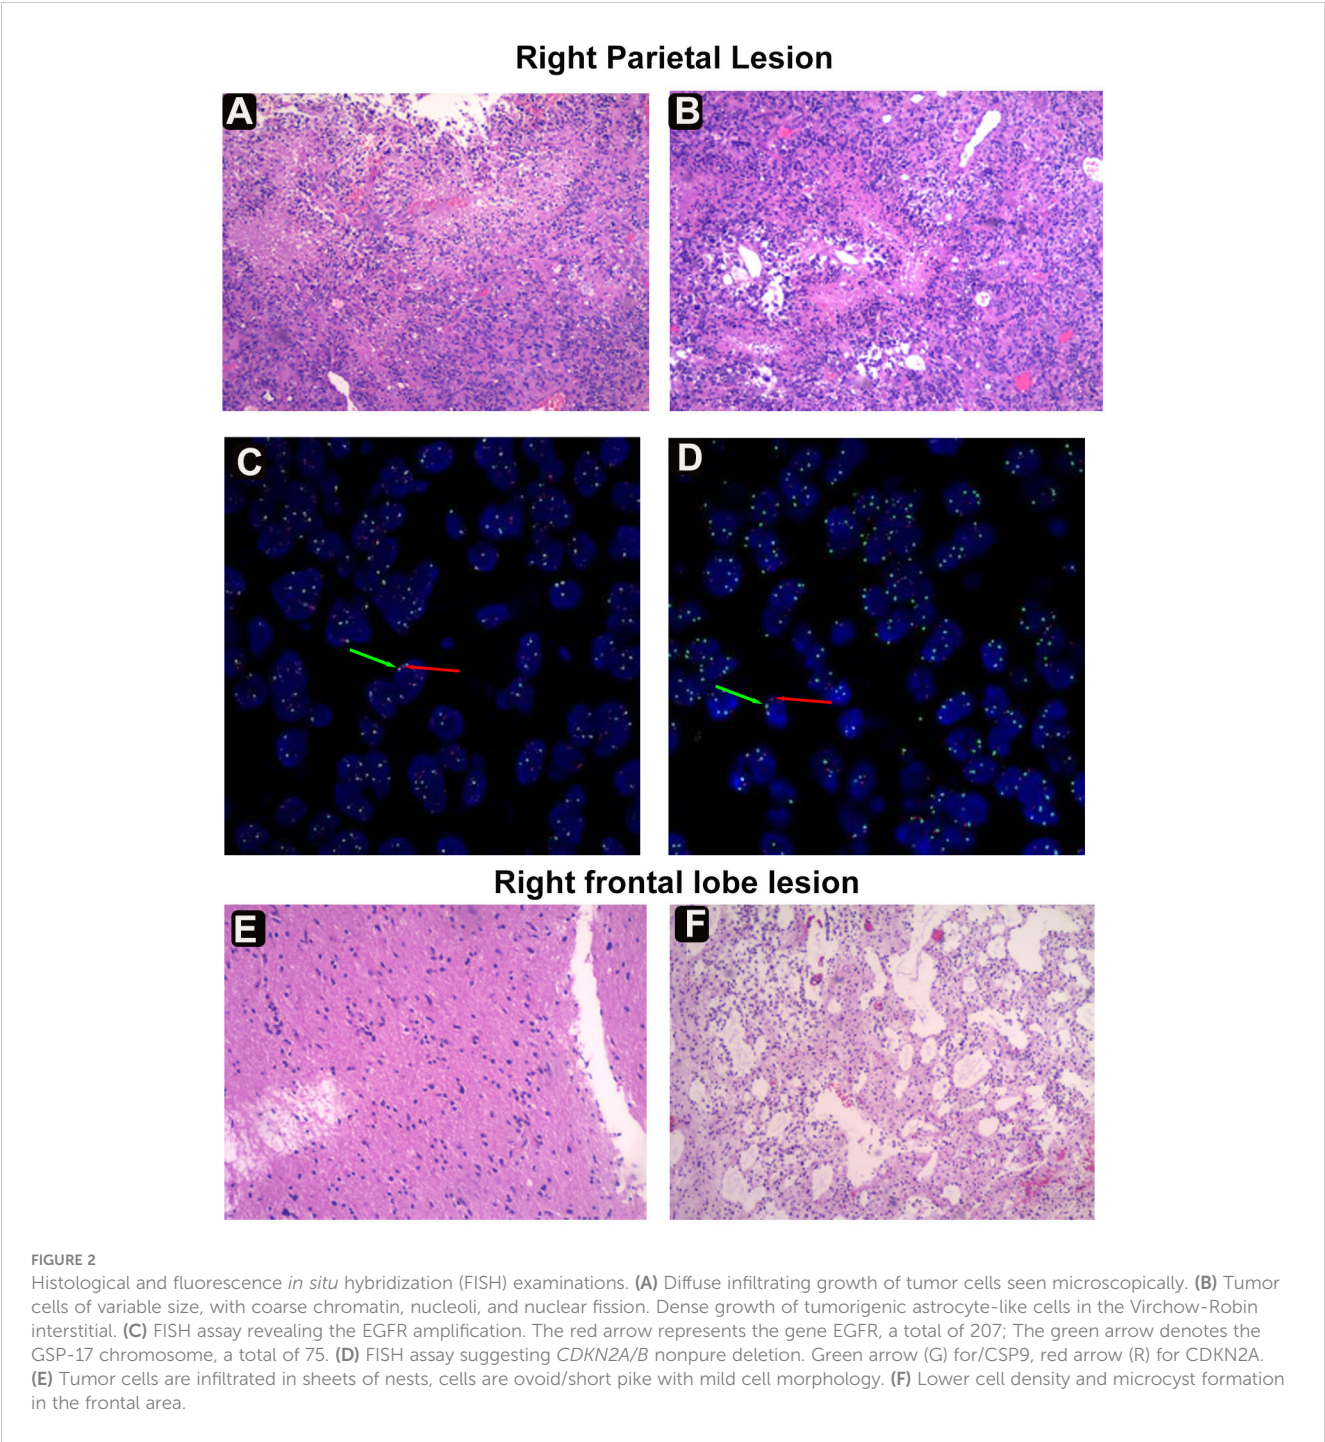 Right Parietal Lesion
A
B
C
D
Right frontal lobe lesion
E
F
FIGURE 2
Histological and fluorescence in situ hybridization (FISH) examinations. (A) Diffuse infiltrating growth of tumor cells seen microscopically. (B) Tumor
cells of variable size, with coarse chromatin, nucleoli, and nuclear fission. Dense growth of tumorigenic astrocyte-like cells in the Virchow-Robin
interstitial. (C) FISH assay revealing the EGFR amplification. The red arrow represents the gene EGFR, a total of 207; The green arrow denotes the
GSP-17 chromosome, a total of 75. (D) FISH assay suggesting CDKN2A/B nonpure deletion. Green arrow (G) for/CSP9, red arrow (R) for CDKN2A.
(E) Tumor cells are infiltrated in sheets of nests, cells are ovoid/short pike with mild cell morphology. (F) Lower cell density and microcyst formation
in the frontal area.